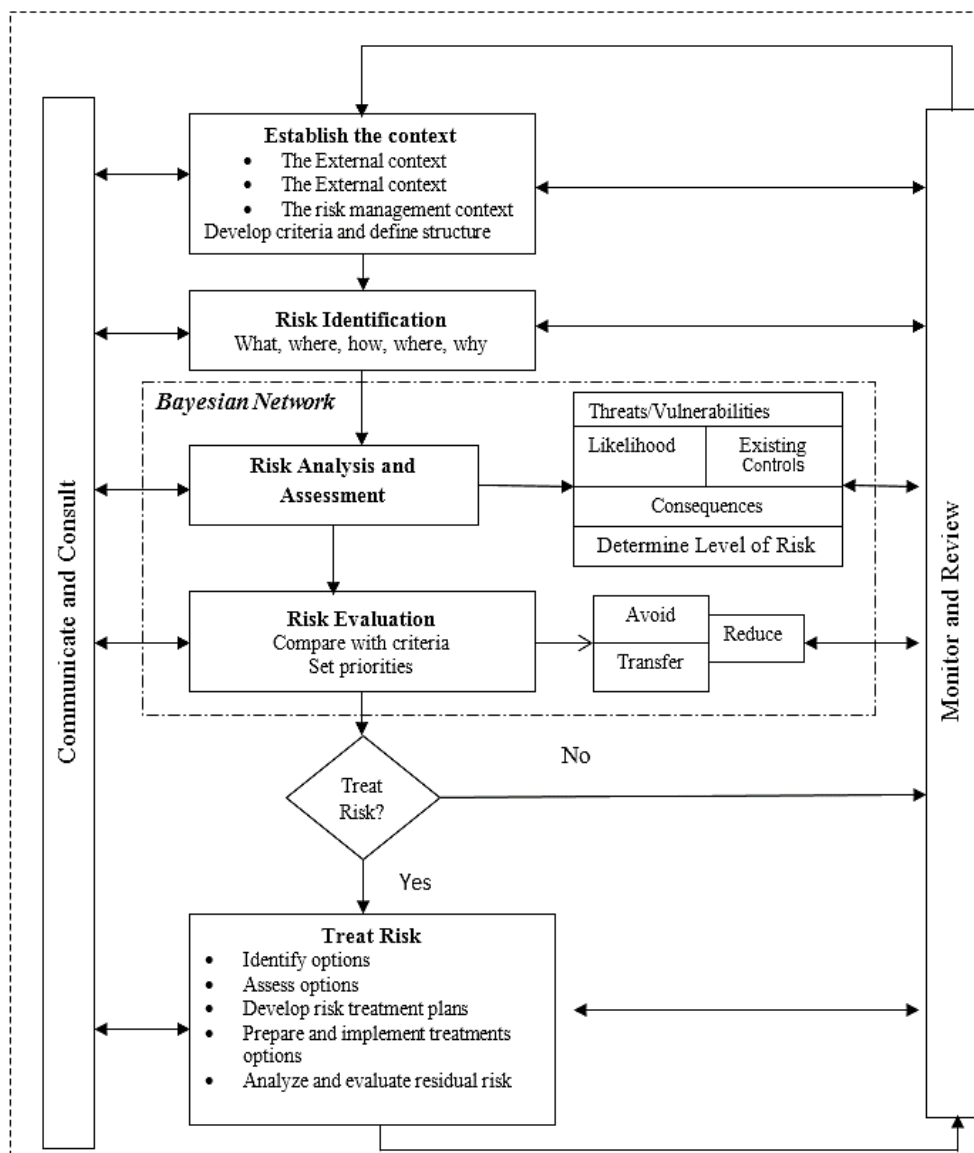 Communicate and Consult
Establish the context
• The External context
• The External context
• The risk management context
Develop criteria and define structure
Risk Identification
What, where, how, where, why
Bayesian Network
Risk Analysis and
Assessment
Threats/Vulnerabilities
Likelihood
Existing
Controls
Consequences
Determine Level of Risk
Risk Evaluation
Compare with criteria
Set priorities
Avoid
Transfer
Reduce
Treat
Risk?
No
Yes
Treat Risk
• Identify options
• Assess options
• Develop risk treatment plans
• Prepare and implement treatments
options
• Analyze and evaluate residual risk
Monitor and Review